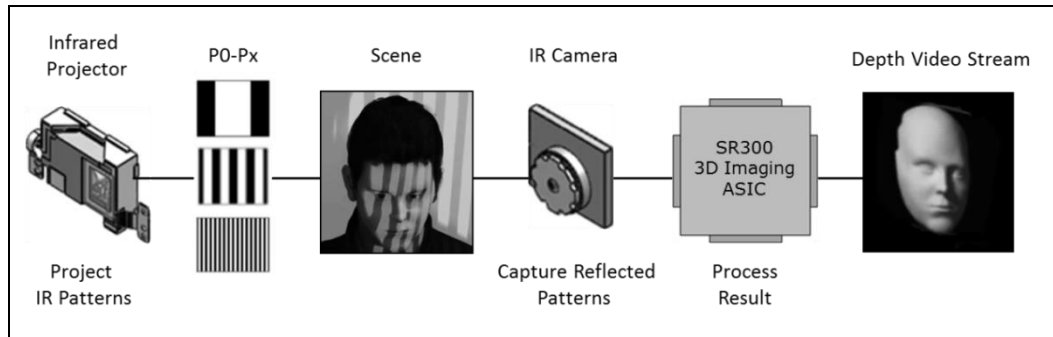 Infrared
Projector
P0-Px
Scene
IR Camera
Depth Video Stream
SR300
3D Imaging
ASIC
Project
IR Patterns
Capture Reflected
Patterns
Process
Result